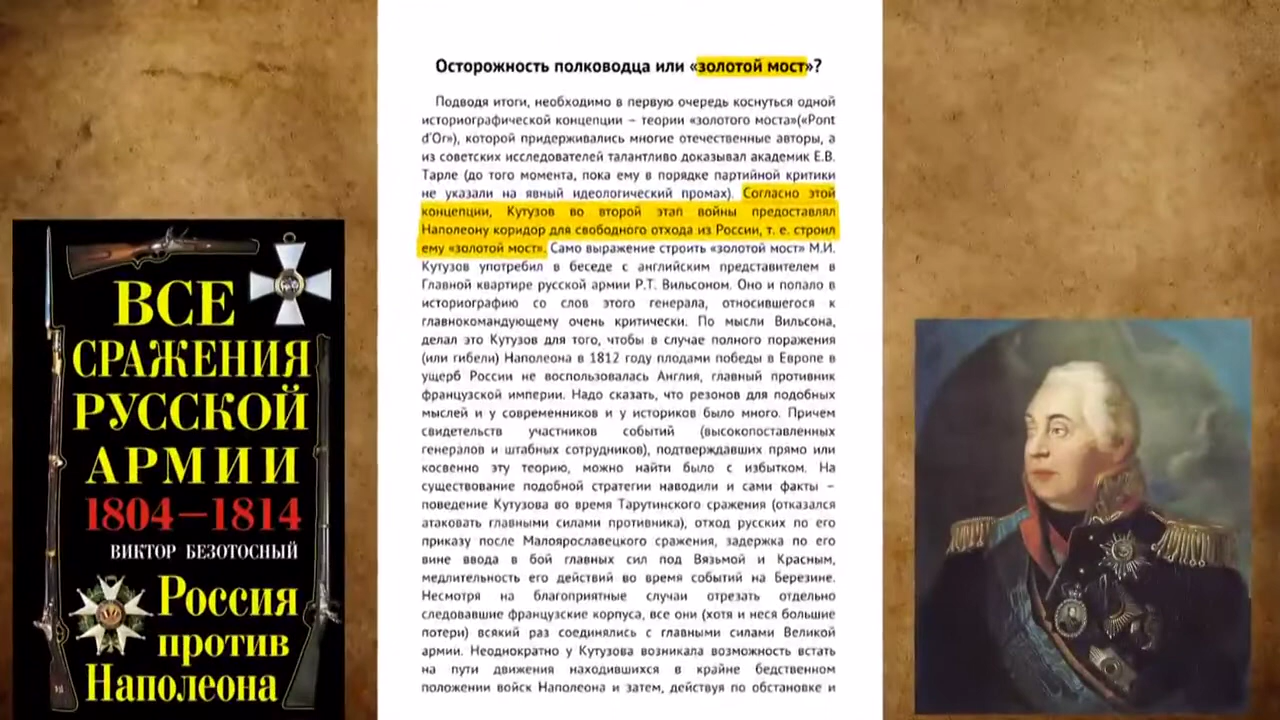 ВСЕ
СРАЖЕНИЯ
РУССКОЙ
АРМИИ
1804–1814
ВИКТОР БЕЗОТОСНЫЙ
Россия
против
Наполеона
Осторожность полководца или «золотой мост»?
Подводя итоги, необходимо в первую очередь коснуться одной
историографической концепции – теории «золотого моста»(«Pont
d'Or»), которой придерживались многие отечественные авторы, а
из советских исследователей талантливо доказывал академик Е.В.
Тарле (до того момента, пока ему в порядке партийной критики
не указали на явный идеологический промах). Согласно этой
концепции, Кутузов во второй этап войны предоставлял
Наполеону коридор для свободного отхода из России, т. е. строил
ему «золотой мост». Само выражение строить «золотой мост» М.И.
Кутузов употребил в беседе с английским представителем в
Главной квартире русской армии Р.Т. Вильсоном. Оно и попало в
историографию со слов этого генерала, относившегося к
главнокомандующему очень критически. По мысли Вильсона,
делал это Кутузов для того, чтобы в случае полного поражения
(или гибели) Наполеона в 1812 году плодами победы в Европе в
ущерб России не воспользовалась Англия, главный противник
французской империи. Надо сказать, что резонов для подобных
мыслей и у современников и у историков было много. Причем
свидетельств участников событий (высокопоставленных
генералов и штабных сотрудников), подтверждавших прямо или
косвенно эту теорию, можно найти было с избытком. На
существование подобной стратегии наводили и сами факты –
поведение Кутузова во время Тарутинского сражения (отказался
атаковать главными силами противника), отход русских по его
приказу после Малоярославецкого сражения, задержка по его
вине ввода в бой главных сил под Вязьмой и Красным,
медлительность его действий во время событий на Березине.
Несмотря на благоприятные случаи отрезать отдельно
следовавшие французские корпуса, все они (хотя и неся большие
потери) всякий раз соединялись с главными силами Великой
армии. Неоднократно у Кутузова возникала возможность встать
на пути движения находившихся в крайне бедственном
положении войск Наполеона и затем, действуя по обстановке и